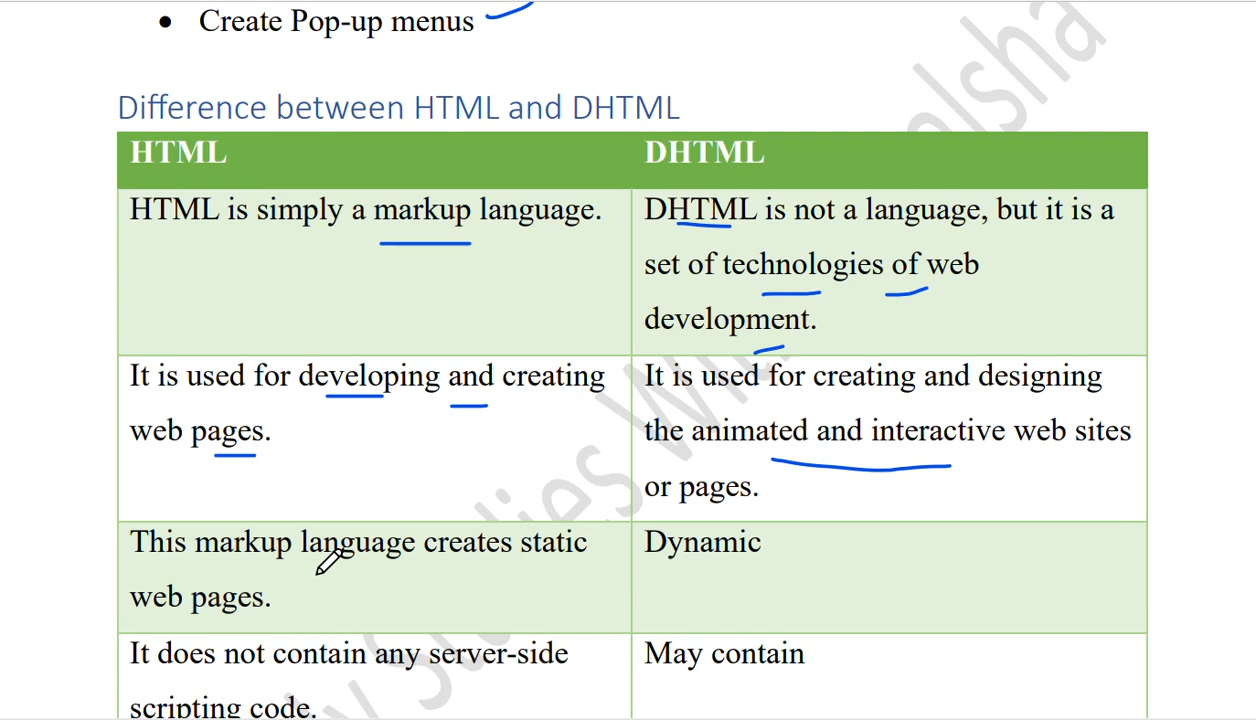 • Create Pop-up menus
Difference between HTML and DHTML
HTML
DHTML
HTML is simply a markup language.
DHTML is not a language, but it is a
set of technologies of web
development.
It is used for developing and creating
web pages.
It is used for creating and designing
the animated and interactive web sites
or pages.
This markup language creates static
web pages.
Dynamic
It does not contain any server-side
scripting code.
May contain